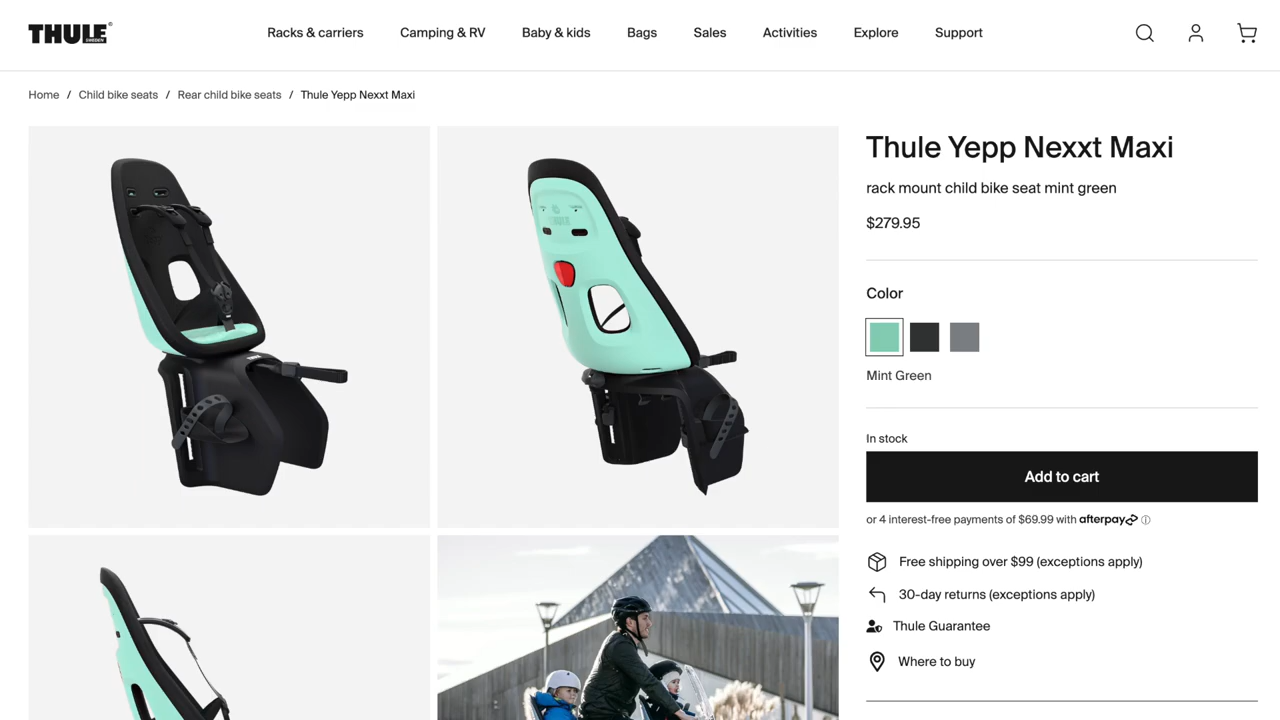 THULE
SWEDEN
Racks & carriers
Camping & RV
Baby & kids
Bags
Sales
Activities
Explore
Support
Home / Child bike seats / Rear child bike seats / Thule Yepp Nexxt Maxi
Thule Yepp Nexxt Maxi
rack mount child bike seat mint green
$279.95
Color
Mint Green
In stock
Add to cart
or 4 interest-free payments of $69.99 with afterpay
Free shipping over $99 (exceptions apply)
30-day returns (exceptions apply)
Thule Guarantee
Where to buy